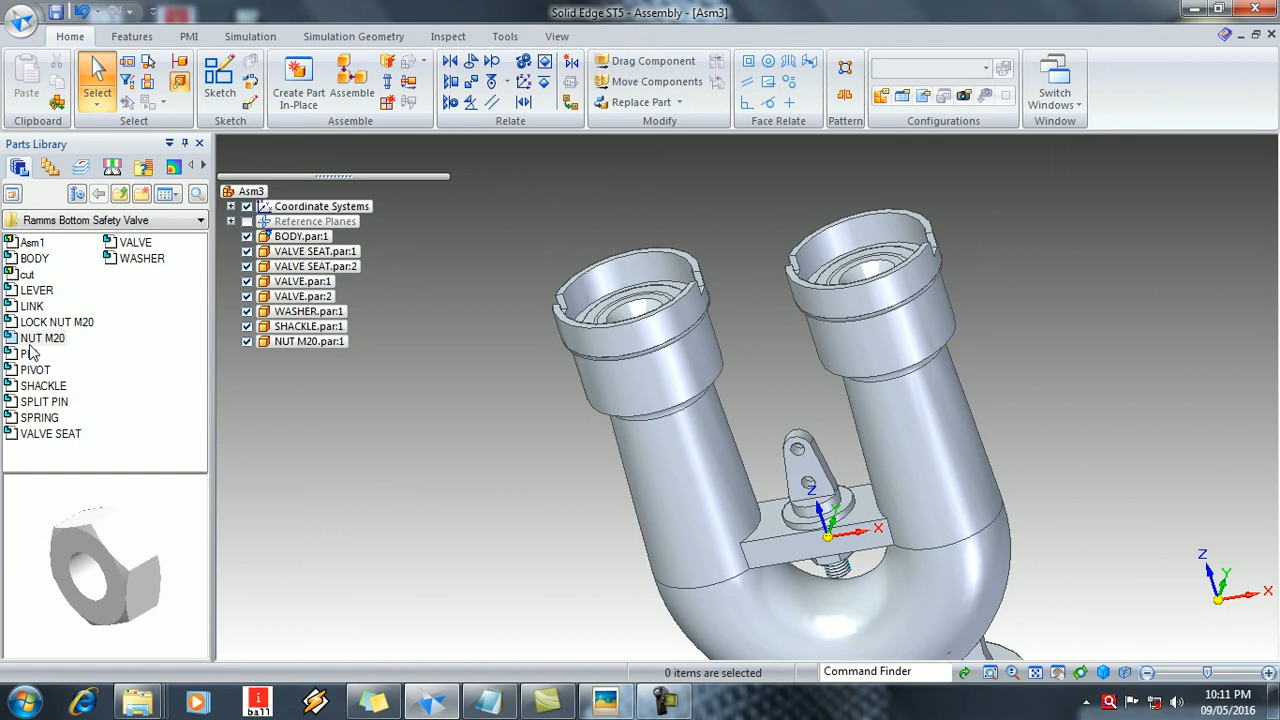 Solid Edge ST5 - Assembly - [Asm3]
Home Features PMI Simulation Simulation Geometry Inspect Tools View
Paste Select Sketch Create Part In-Place Assemble Drag Component Move Components Replace Part Switch Windows
Clipboard Select Sketch Assemble Relate Modify Face Relate Pattern Configurations Window
Parts Library
Ramms Bottom Safety Valve
Asm1
BODY
cut
LEVER
LINK
LOCK NUT M20
NUT M20
PIVOT
SHACKLE
SPLIT PIN
SPRING
VALVE SEAT
VALVE
WASHER
Asm3
Coordinate Systems
Reference Planes
BODY.par:1
VALVE SEAT.par:1
VALVE SEAT.par:2
VALVE.par:1
VALVE.par:2
WASHER.par:1
SHACKLE.par:1
NUT M20.par:1
Z
Y
X
Z
Y
X
0 items are selected
Command Finder
i
ball
10:11 PM
09/05/2016